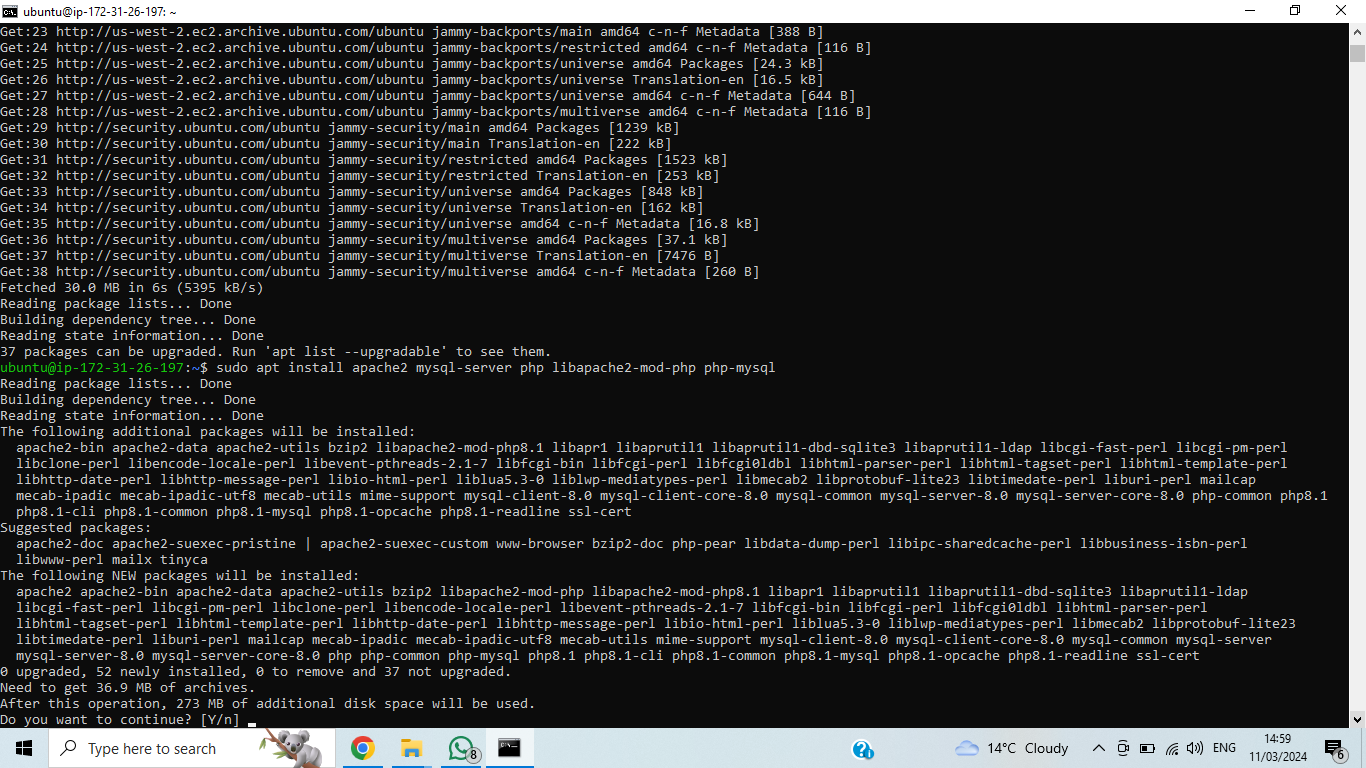 ubuntu@ip-172-31-26-197: ~
Get:23 http://us-west-2.ec2.archive.ubuntu.com/ubuntu jammy-backports/main amd64 c-n-f Metadata [388 B]
Get:24 http://us-west-2.ec2.archive.ubuntu.com/ubuntu jammy-backports/restricted amd64 c-n-f Metadata [116 B]
Get:25 http://us-west-2.ec2.archive.ubuntu.com/ubuntu jammy-backports/universe amd64 Packages [24.3 kB]
Get:26 http://us-west-2.ec2.archive.ubuntu.com/ubuntu jammy-backports/universe Translation-en [16.5 kB]
Get:27 http://us-west-2.ec2.archive.ubuntu.com/ubuntu jammy-backports/universe amd64 c-n-f Metadata [644 B]
Get:28 http://us-west-2.ec2.archive.ubuntu.com/ubuntu jammy-backports/multiverse amd64 c-n-f Metadata [116 B]
Get:29 http://security.ubuntu.com/ubuntu jammy-security/main amd64 Packages [1239 kB]
Get:30 http://security.ubuntu.com/ubuntu jammy-security/main Translation-en [222 kB]
Get:31 http://security.ubuntu.com/ubuntu jammy-security/restricted amd64 Packages [1523 kB]
Get:32 http://security.ubuntu.com/ubuntu jammy-security/restricted Translation-en [253 kB]
Get:33 http://security.ubuntu.com/ubuntu jammy-security/universe amd64 Packages [848 kB]
Get:34 http://security.ubuntu.com/ubuntu jammy-security/universe Translation-en [162 kB]
Get:35 http://security.ubuntu.com/ubuntu jammy-security/universe amd64 c-n-f Metadata [16.8 kB]
Get:36 http://security.ubuntu.com/ubuntu jammy-security/multiverse amd64 Packages [37.1 kB]
Get:37 http://security.ubuntu.com/ubuntu jammy-security/multiverse Translation-en [7476 B]
Get:38 http://security.ubuntu.com/ubuntu jammy-security/multiverse amd64 c-n-f Metadata [260 B]
Fetched 30.0 MB in 6s (5395 kB/s)
Reading package lists... Done
Building dependency tree... Done
Reading state information... Done
37 packages can be upgraded. Run 'apt list --upgradable' to see them.
ubuntu@ip-172-31-26-197:~$ sudo apt install apache2 mysql-server php libapache2-mod-php php-mysql
Reading package lists... Done
Building dependency tree... Done
Reading state information... Done
The following additional packages will be installed:
apache2-bin apache2-data apache2-utils bzip2 libapache2-mod-php8.1 libapr1 libaprutil1 libaprutil1-dbd-sqlite3 libaprutil1-ldap libcgi-fast-perl libcgi-pm-perl
libclone-perl libencode-locale-perl libevent-pthreads-2.1-7 libfcgi-bin libfcgi-perl libfcgi0ldbl libhtml-parser-perl libhtml-tagset-perl libhtml-template-perl
libhttp-date-perl libhttp-message-perl libio-html-perl liblua5.3-0 liblwp-mediatypes-perl libmecab2 libprotobuf-lite23 libtimedate-perl liburi-perl mailcap
mecab-ipadic mecab-ipadic-utf8 mecab-utils mime-support mysql-client-8.0 mysql-client-core-8.0 mysql-common mysql-server-8.0 mysql-server-core-8.0 php-common php8.1
php8.1-cli php8.1-common php8.1-mysql php8.1-opcache php8.1-readline ssl-cert
Suggested packages:
apache2-doc apache2-suexec-pristine | apache2-suexec-custom www-browser bzip2-doc php-pear libdata-dump-perl libipc-sharedcache-perl libbusiness-isbn-perl
libwww-perl mailx tinyca
The following NEW packages will be installed:
apache2 apache2-bin apache2-data apache2-utils bzip2 libapache2-mod-php libapache2-mod-php8.1 libapr1 libaprutil1 libaprutil1-dbd-sqlite3 libaprutil1-ldap
libcgi-fast-perl libcgi-pm-perl libclone-perl libencode-locale-perl libevent-pthreads-2.1-7 libfcgi-bin libfcgi-perl libfcgi0ldbl libhtml-parser-perl
libhtml-tagset-perl libhtml-template-perl libhttp-date-perl libhttp-message-perl libio-html-perl liblua5.3-0 liblwp-mediatypes-perl libmecab2 libprotobuf-lite23
libtimedate-perl liburi-perl mailcap mecab-ipadic mecab-ipadic-utf8 mecab-utils mime-support mysql-client-8.0 mysql-client-core-8.0 mysql-common mysql-server
mysql-server-8.0 mysql-server-core-8.0 php php-common php-mysql php8.1 php8.1-cli php8.1-common php8.1-mysql php8.1-opcache php8.1-readline ssl-cert
0 upgraded, 52 newly installed, 0 to remove and 37 not upgraded.
Need to get 36.9 MB of archives.
After this operation, 273 MB of additional disk space will be used.
Do you want to continue? [Y/n]
Type here to search
8
14°C Cloudy
ENG
14:59
11/03/2024
6